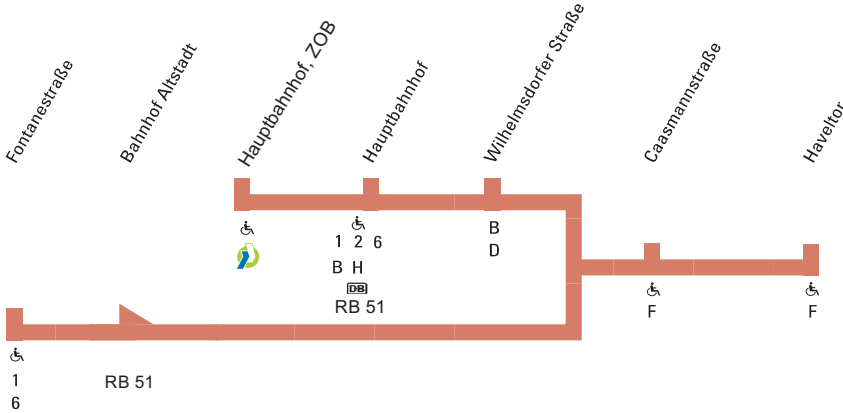 Fontanestraße
Bahnhof Altstadt
Hauptbahnhof, ZOB
Hauptbahnhof
Wilhelmsdorfer Straße
Caasmannstraße
Haveltor
1 2 6
B H
DB
RB 51
B
D
F
F
1
6
RB 51